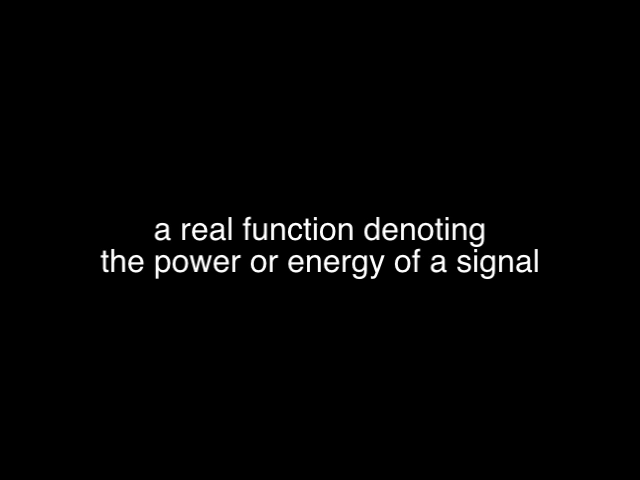 a real function denoting
the power or energy of a signal